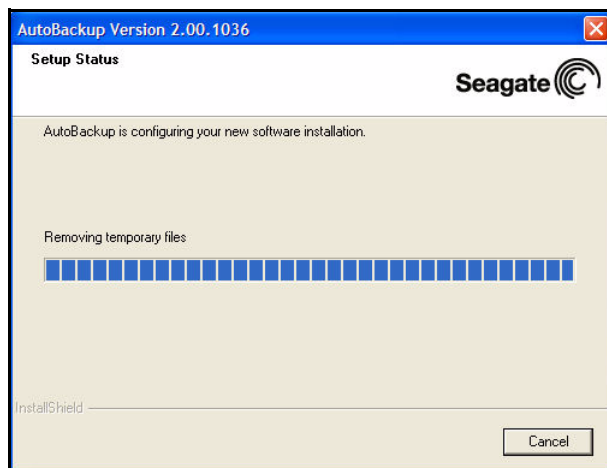 AutoBackup Version 2.00.1036
Setup Status
Seagate
AutoBackup is configuring your new software installation.
Removing temporary files
InstallShield
Cancel